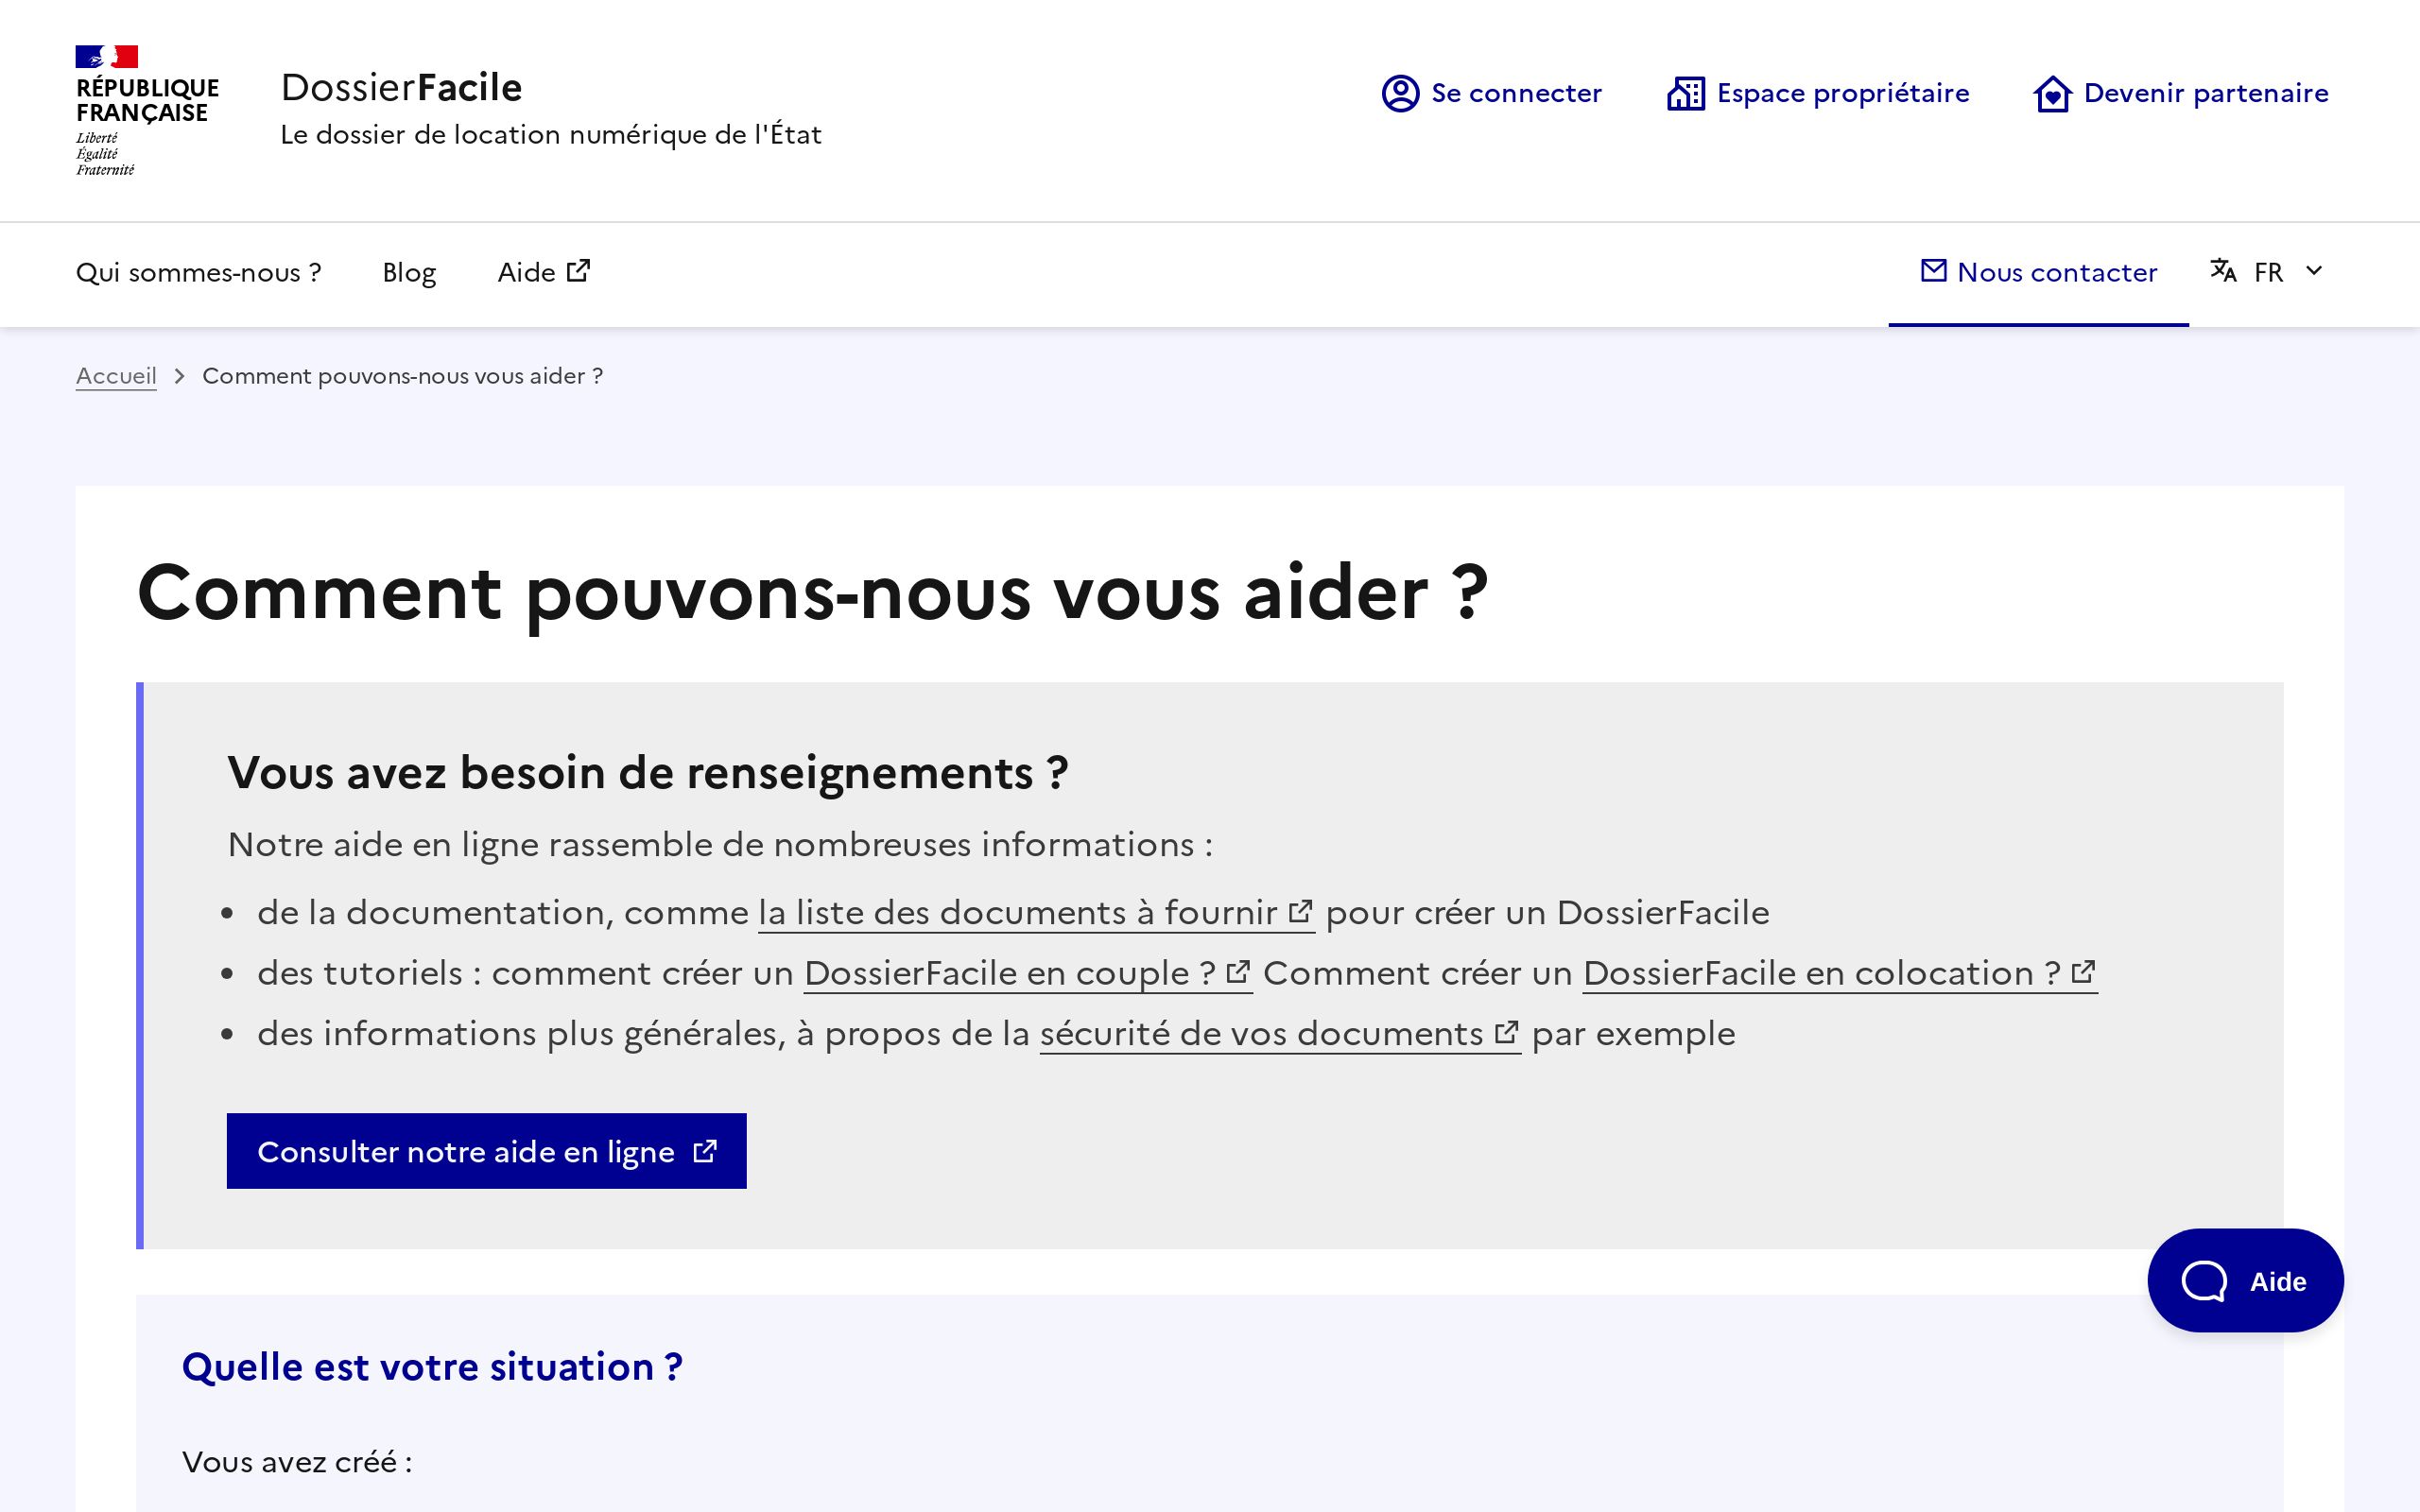 RÉPUBLIQUE
FRANÇAISE
Liberté
Égalité
Fraternité
DossierFacile
Le dossier de location numérique de l'État
Se connecter
Espace propriétaire
Devenir partenaire
Qui sommes-nous ?
Blog
Aide
Nous contacter
FR
Accueil
Comment pouvons-nous vous aider ?
Comment pouvons-nous vous aider ?
Vous avez besoin de renseignements ?
Notre aide en ligne rassemble de nombreuses informations :
• de la documentation, comme la liste des documents à fournir pour créer un DossierFacile
• des tutoriels : comment créer un DossierFacile en couple ? Comment créer un DossierFacile en colocation ?
• des informations plus générales, à propos de la sécurité de vos documents par exemple
Consulter notre aide en ligne
Aide
Quelle est votre situation ?
Vous avez créé :